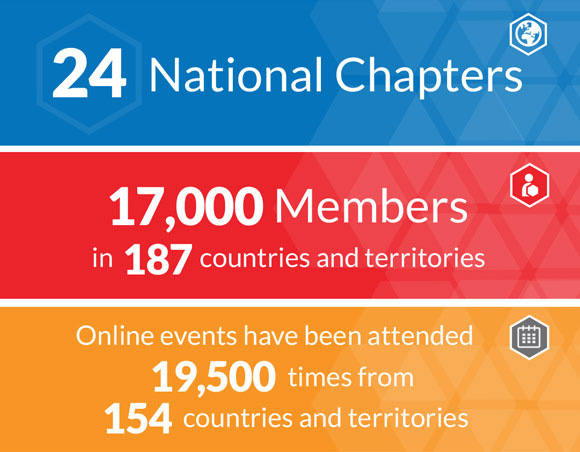 24 National Chapters
17,000 Members
in 187 countries and territories
Online events have been attended
19,500 times from
154 countries and territories